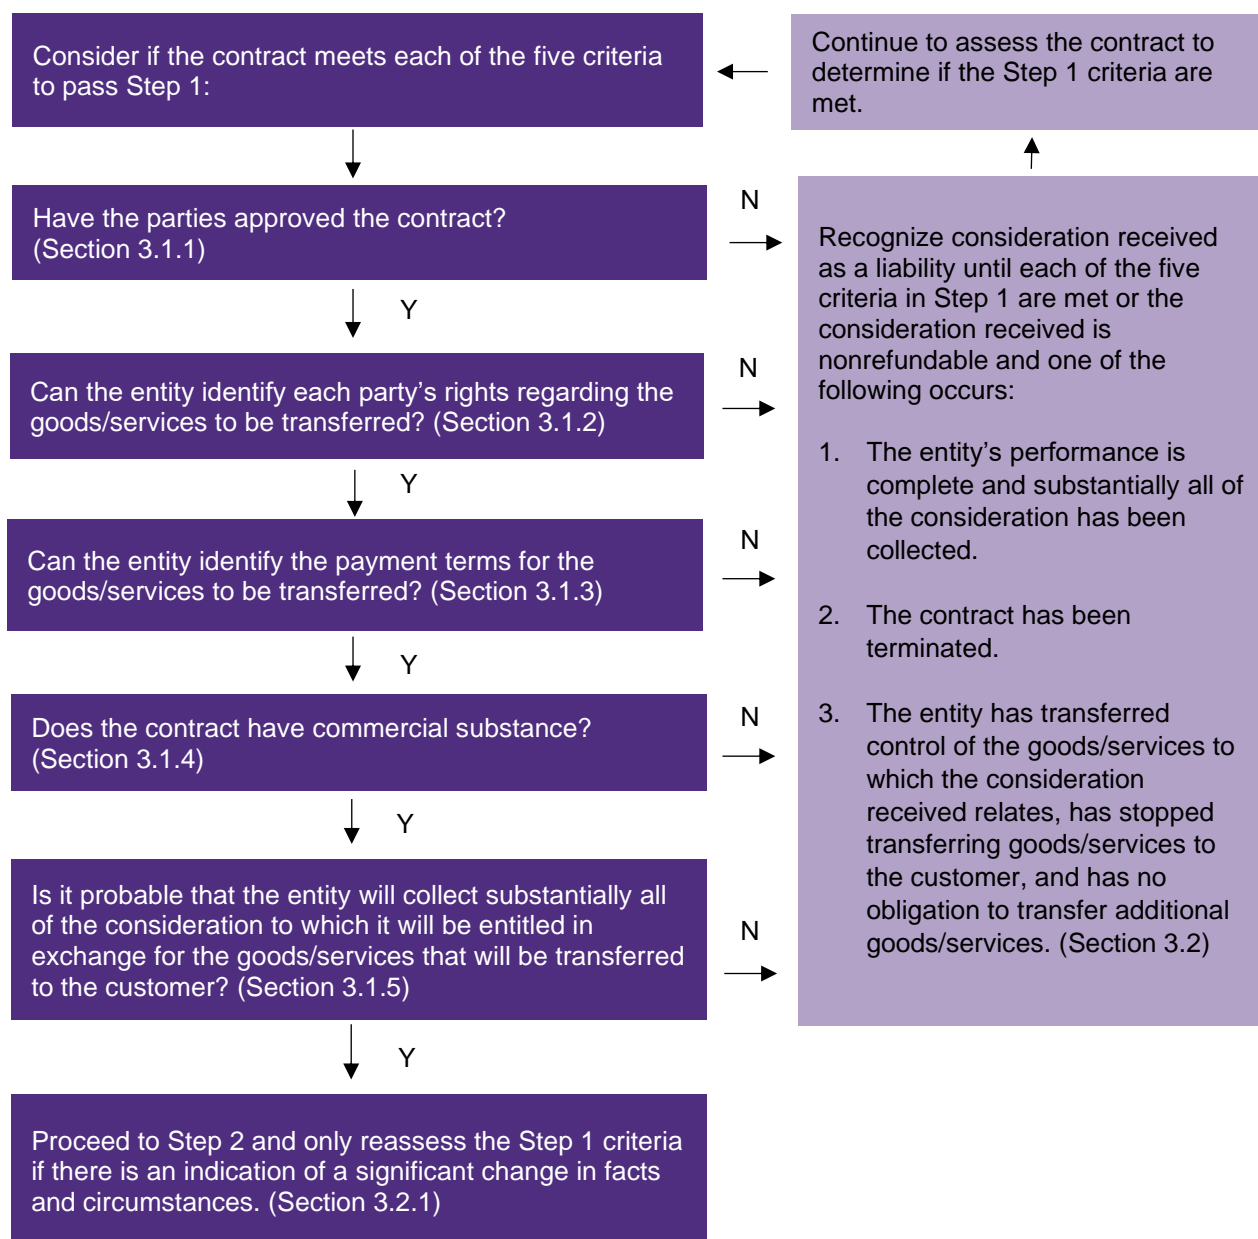 Consider if the contract meets each of the five criteria
to pass Step 1:
Continue to assess the contract to
determine if the Step 1 criteria are
met.
Have the parties approved the contract?
(Section 3.1.1)
N
Y
Can the entity identify each party’s rights regarding the
goods/services to be transferred? (Section 3.1.2)
N
Y
Can the entity identify the payment terms for the
goods/services to be transferred? (Section 3.1.3)
N
Y
Does the contract have commercial substance?
(Section 3.1.4)
N
Y
Is it probable that the entity will collect substantially all
of the consideration to which it will be entitled in
exchange for the goods/services that will be transferred
to the customer? (Section 3.1.5)
N
Y
Proceed to Step 2 and only reassess the Step 1 criteria
if there is an indication of a significant change in facts
and circumstances. (Section 3.2.1)
Recognize consideration received
as a liability until each of the five
criteria in Step 1 are met or the
consideration received is
nonrefundable and one of the
following occurs:
1. The entity’s performance is
complete and substantially all of
the consideration has been
collected.
2. The contract has been
terminated.
3. The entity has transferred
control of the goods/services to
which the consideration
received relates, has stopped
transferring goods/services to
the customer, and has no
obligation to transfer additional
goods/services. (Section 3.2)